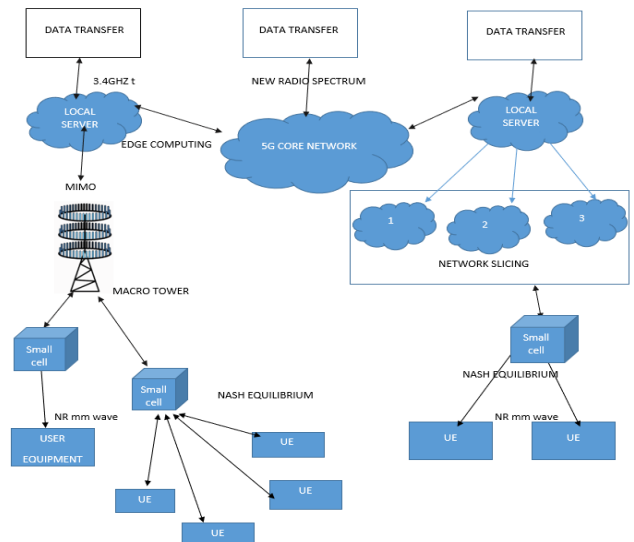 DATA TRANSFER
DATA TRANSFER
DATA TRANSFER
3.4GHZ t
NEW RADIO SPECTRUM
LOCAL
SERVER
LOCAL
SERVER
EDGE COMPUTING
5G CORE NETWORK
MIMO
1
2
3
NETWORK SLICING
MACRO TOWER
Small
cell
Small
cell
NASH EQUILIBRIUM
Small
cell
NASH EQUILIBRIUM
NR mm wave
NR mm wave
USER
EQUIPMENT
UE
UE
UE
UE
UE
UE